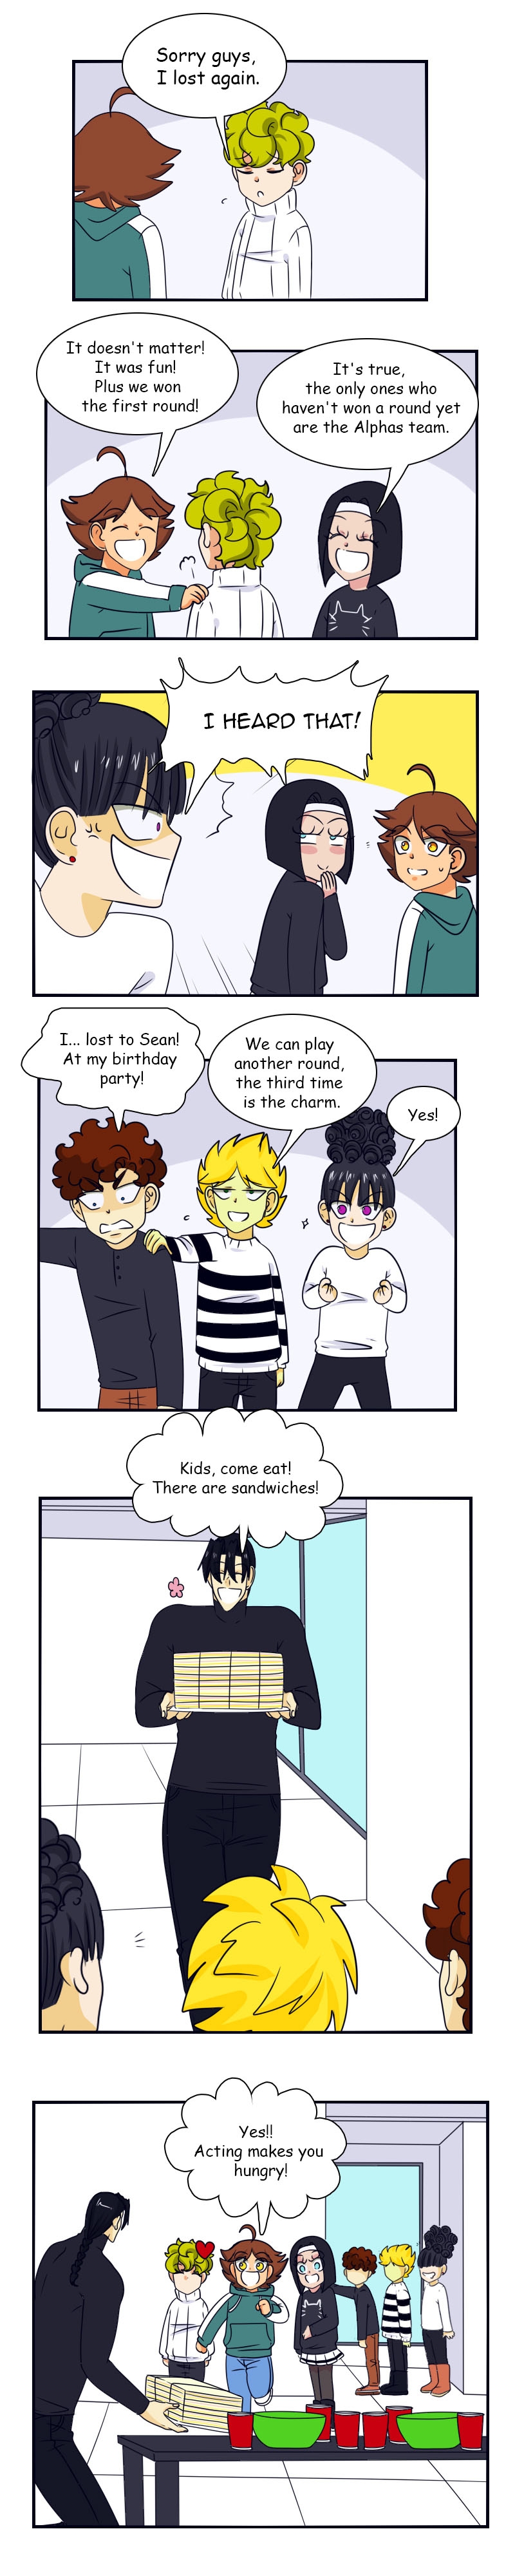 Sorry guys,
I lost again.
It doesn't matter!
It was fun!
Plus we won
the first round!
It's true,
the only ones who
haven't won a round yet
are the Alphas team.
I HEARD THAT!
I... lost to Sean!
At my birthday
party!
We can play
another round,
the third time
is the charm.
Yes!
Kids, come eat!
There are sandwiches!
Yes!!
Acting makes you
hungry!